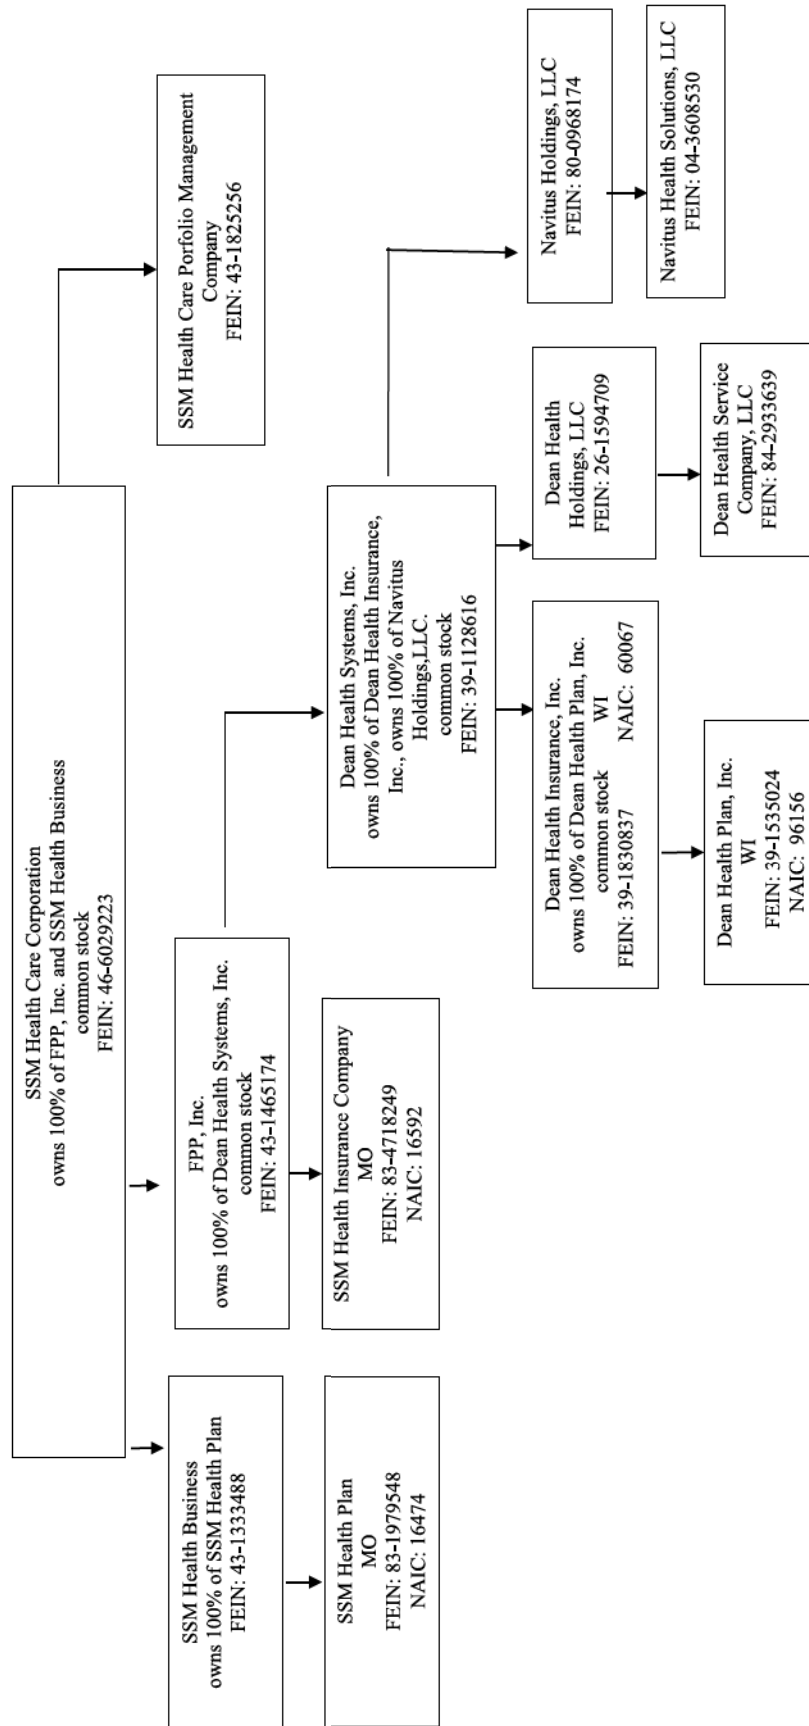 SSM Health Care Corporation
owns 100% of FPP, Inc. and SSM Health Business
common stock
FEIN: 46-6029223
SSM Health Business
owns 100% of SSM Health Plan
FEIN: 43-1333488
FPP, Inc.
owns 100% of Dean Health Systems, Inc.
common stock
FEIN: 43-1465174
SSM Health Care Porfolio Management
Company
FEIN: 43-1825256
SSM Health Plan
MO
FEIN: 83-1979548
NAIC: 16474
SSM Health Insurance Company
MO
FEIN: 83-4718249
NAIC: 16592
Dean Health Systems, Inc.
owns 100% of Dean Health Insurance,
Inc., owns 100% of Navitus
Holdings,LLC.
common stock
FEIN: 39-1128616
Dean Health Insurance, Inc.
owns 100% of Dean Health Plan, Inc.
common stock WI
FEIN: 39-1830837 NAIC: 60067
Dean Health
Holdings, LLC
FEIN: 26-1594709
Navitus Holdings, LLC
FEIN: 80-0968174
Dean Health Plan, Inc.
WI
FEIN: 39-1535024
NAIC: 96156
Dean Health Service
Company, LLC
FEIN: 84-2933639
Navitus Health Solutions, LLC
FEIN: 04-3608530